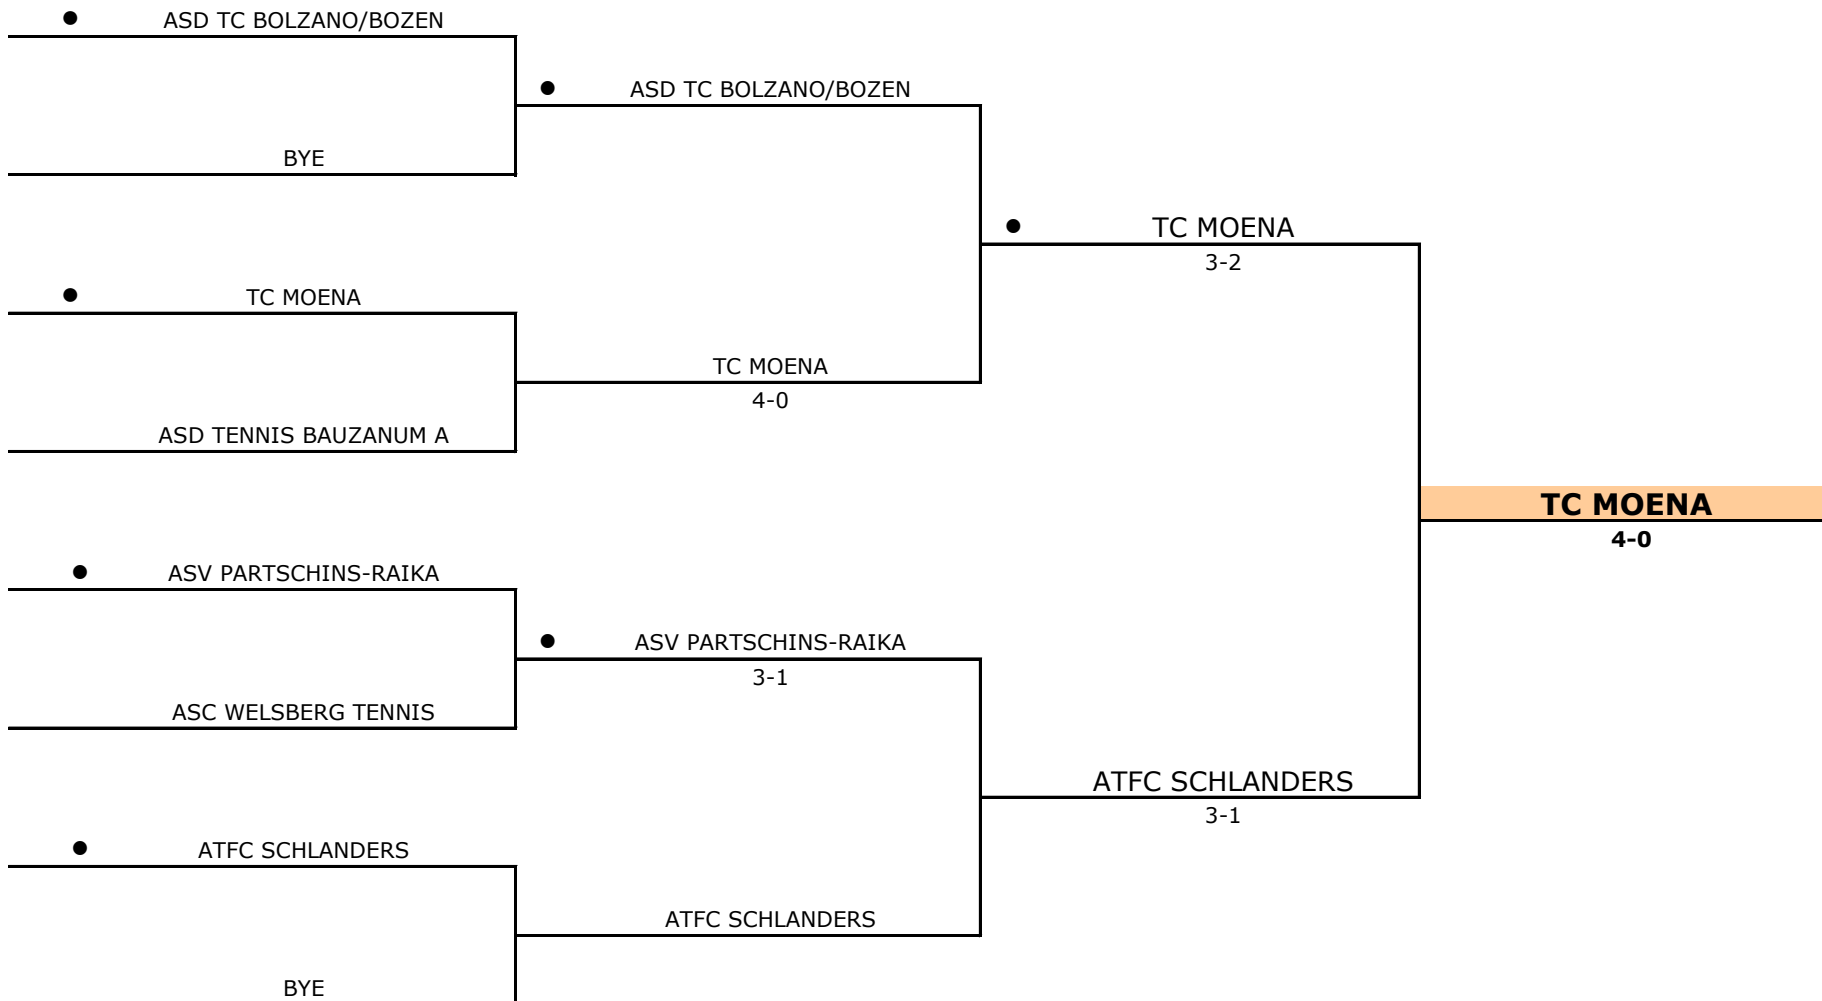 ASD TC BOLZANO/BOZEN
ASD TC BOLZANO/BOZEN
BYE
TC MOENA
3-2
TC MOENA
TC MOENA
4-0
ASD TENNIS BAUZANUM A
TC MOENA
4-0
ASV PARTSCHINS-RAIKA
ASV PARTSCHINS-RAIKA
3-1
ASC WELSBERG TENNIS
ATFC SCHLANDERS
3-1
ATFC SCHLANDERS
ATFC SCHLANDERS
BYE